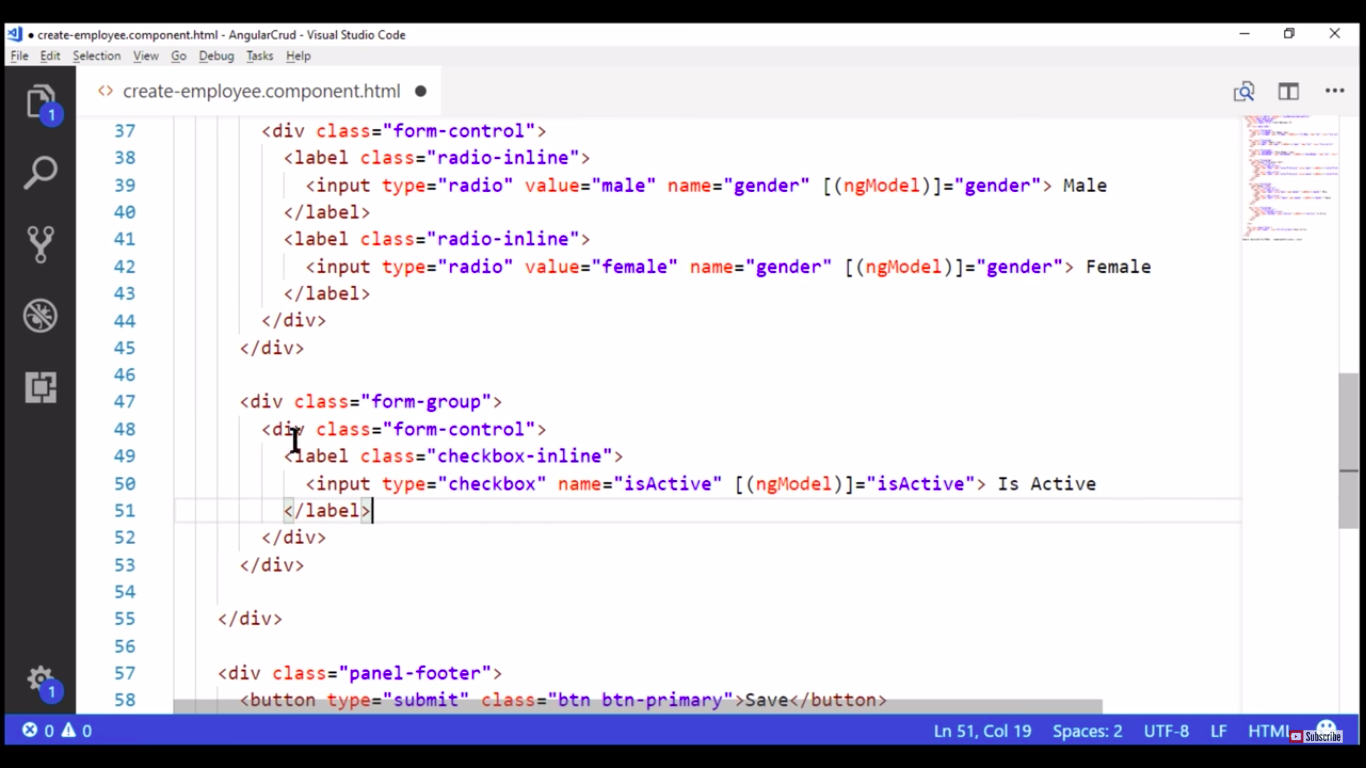 ● create-employee.component.html - AngularCrud - Visual Studio Code
File Edit Selection View Go Debug Tasks Help
1 <> create-employee.component.html ●
37 <div class="form-control">
38 <label class="radio-inline">
39 <input type="radio" value="male" name="gender" [(ngModel)]="gender"> Male
40 </label>
41 <label class="radio-inline">
42 <input type="radio" value="female" name="gender" [(ngModel)]="gender"> Female
43 </label>
44 </div>
45 </div>
46
47 <div class="form-group">
48 <div class="form-control">
49 <label class="checkbox-inline">
50 <input type="checkbox" name="isActive" [(ngModel)]="isActive"> Is Active
51 </label>
52 </div>
53 </div>
54
55 </div>
56
57 <div class="panel-footer">
1
58 <button type="submit" class="btn btn-primary">Save</button>
0 0 Ln 51, Col 19 Spaces: 2 UTF-8 LF HTML Subscribe